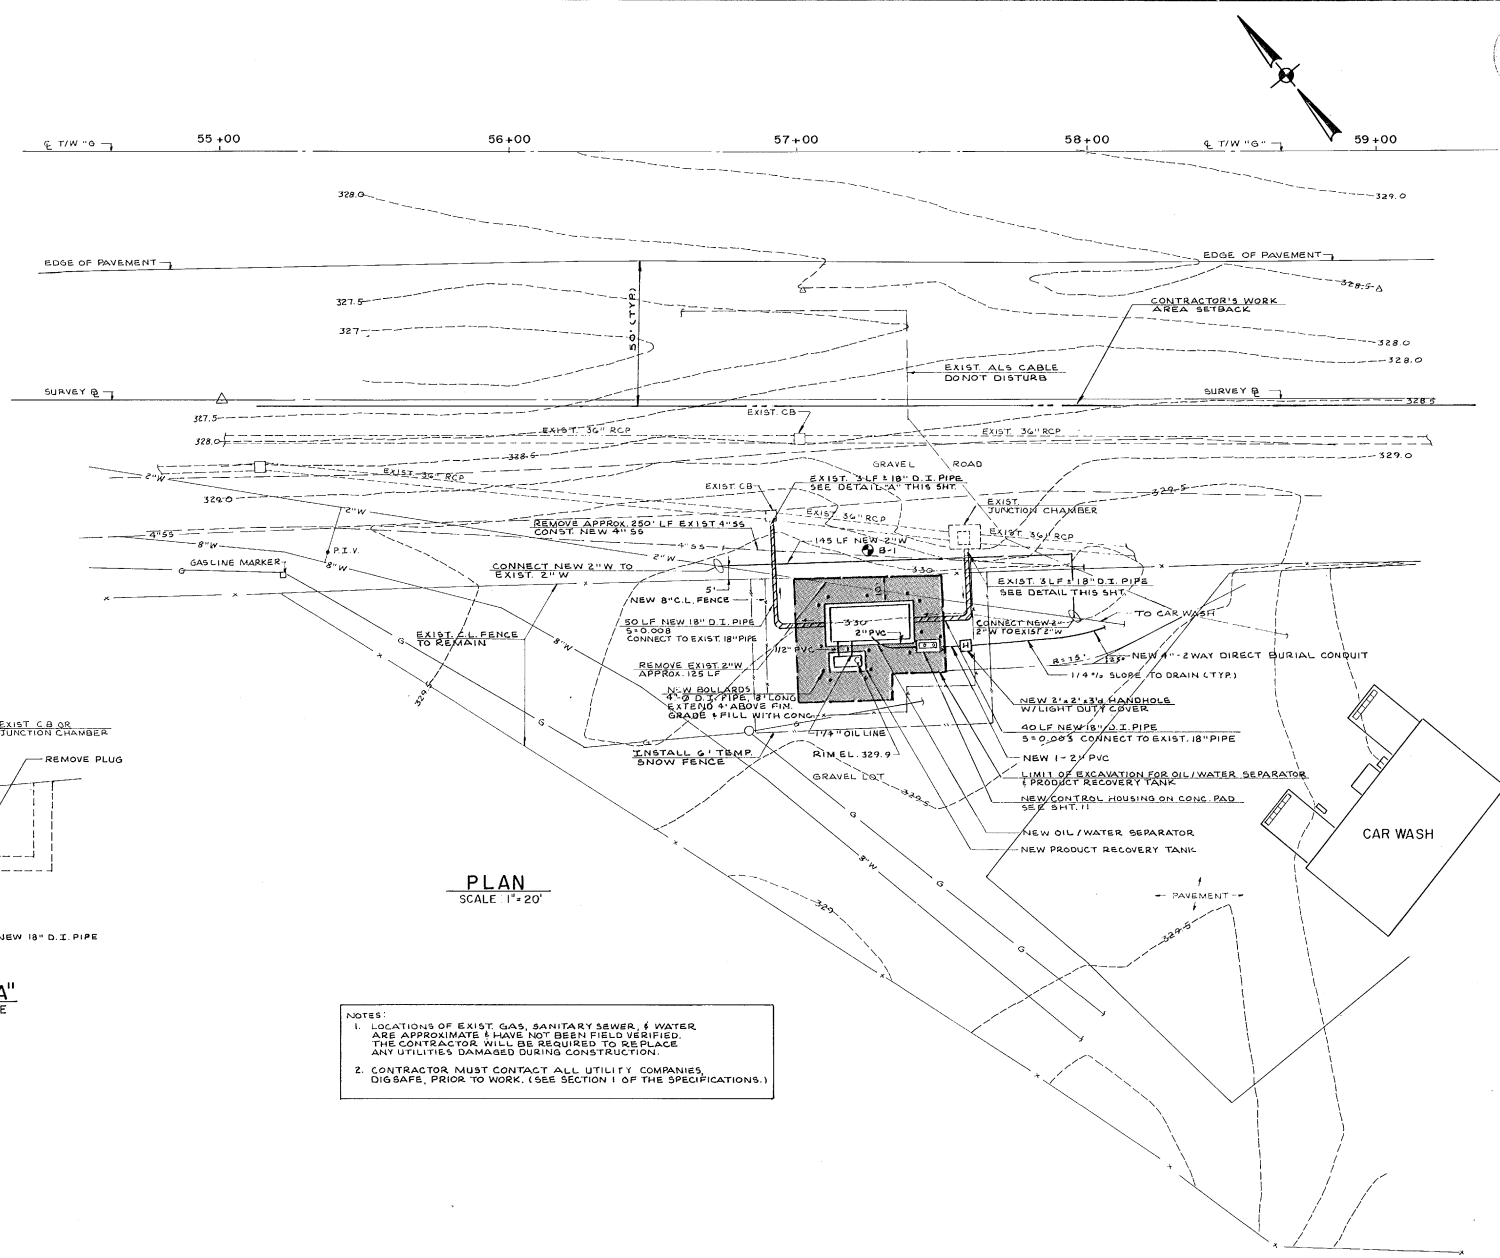 55+00
56+00
57+00
58+00
59+00
℄ T/W "G
℄ T/W "G"
328.0
329.0
EDGE OF PAVEMENT
EDGE OF PAVEMENT
328.5
327.5
50' (TYP)
CONTRACTOR'S WORK
AREA SETBACK
327
328.0
328.0
EXIST. ALS CABLE
DO NOT DISTURB
SURVEY ℄
SURVEY ℄
328.5
327.5
EXIST. CB
328.0
EXIST. 36" RCP
EXIST. 36" RCP
328.5
329.0
GRAVEL ROAD
2"W
EXIST. 36" RCP
EXIST. CB
EXIST. 3 LF ± 18" D.I. PIPE
SEE DETAIL "A" THIS SHT.
329.5
329.0
2"W
EXIST. 36" RCP
EXIST.
JUNCTION CHAMBER
REMOVE APPROX. 250' LF EXIST 4"SS
CONST. NEW 4" SS
4"SS
8"W
P.I.V.
4"SS
145 LF NEW 2"W
B-1
EXIST. 36" RCP
GASLINE MARKER
8"W
2"W
CONNECT NEW 2"W TO
EXIST. 2" W
330
EXIST. 3 LF ± 18" D.I. PIPE
SEE DETAIL THIS SHT.
G
5'
NEW 8' C.L. FENCE
TO CAR WASH
50 LF NEW 18" D.I. PIPE
S=0.008
CONNECT TO EXIST. 18" PIPE
330
2" PVC
CONNECT NEW 2"
2"W TO EXIST 2"W
EXIST. C.L. FENCE
TO REMAIN
G
8"W
1/2" PVC
H
R=15'
NEW 4"-2 WAY DIRECT BURIAL CONDUIT
REMOVE EXIST. 2"W
APPROX. 125 LF
1/4 % SLOPE TO DRAIN (TYP.)
329.5
NEW BOLLARDS
4"Ø D.I. PIPE, 8' LONG
EXTEND 4' ABOVE FIN.
GRADE & FILL WITH CONC.
NEW 2'x2'x3'd HANDHOLE
W/LIGHT DUTY COVER
EXIST CB OR
JUNCTION CHAMBER
G
G
1 1/4" OIL LINE
40 LF NEW 18" D.I. PIPE
S=0.003 CONNECT TO EXIST. 18" PIPE
INSTALL 6' TEMP.
SNOW FENCE
RIM EL. 329.9
NEW 1-2" PVC
REMOVE PLUG
GRAVEL LOT
LIMIT OF EXCAVATION FOR OIL/WATER SEPARATOR
& PRODUCT RECOVERY TANK
329.5
NEW CONTROL HOUSING ON CONC. PAD
SEE SHT. 11
G
NEW OIL/WATER SEPARATOR
CAR WASH
NEW PRODUCT RECOVERY TANK
8"W
PLAN
SCALE 1"=20'
G
PAVEMENT
329
329.5
NEW 18" D.I. PIPE
G
A"
E
NOTES:
1. LOCATIONS OF EXIST. GAS, SANITARY SEWER, & WATER
ARE APPROXIMATE & HAVE NOT BEEN FIELD VERIFIED.
THE CONTRACTOR WILL BE REQUIRED TO REPLACE
ANY UTILITIES DAMAGED DURING CONSTRUCTION.
2. CONTRACTOR MUST CONTACT ALL UTILITY COMPANIES,
DIGSAFE, PRIOR TO WORK. (SEE SECTION 1 OF THE SPECIFICATIONS.)